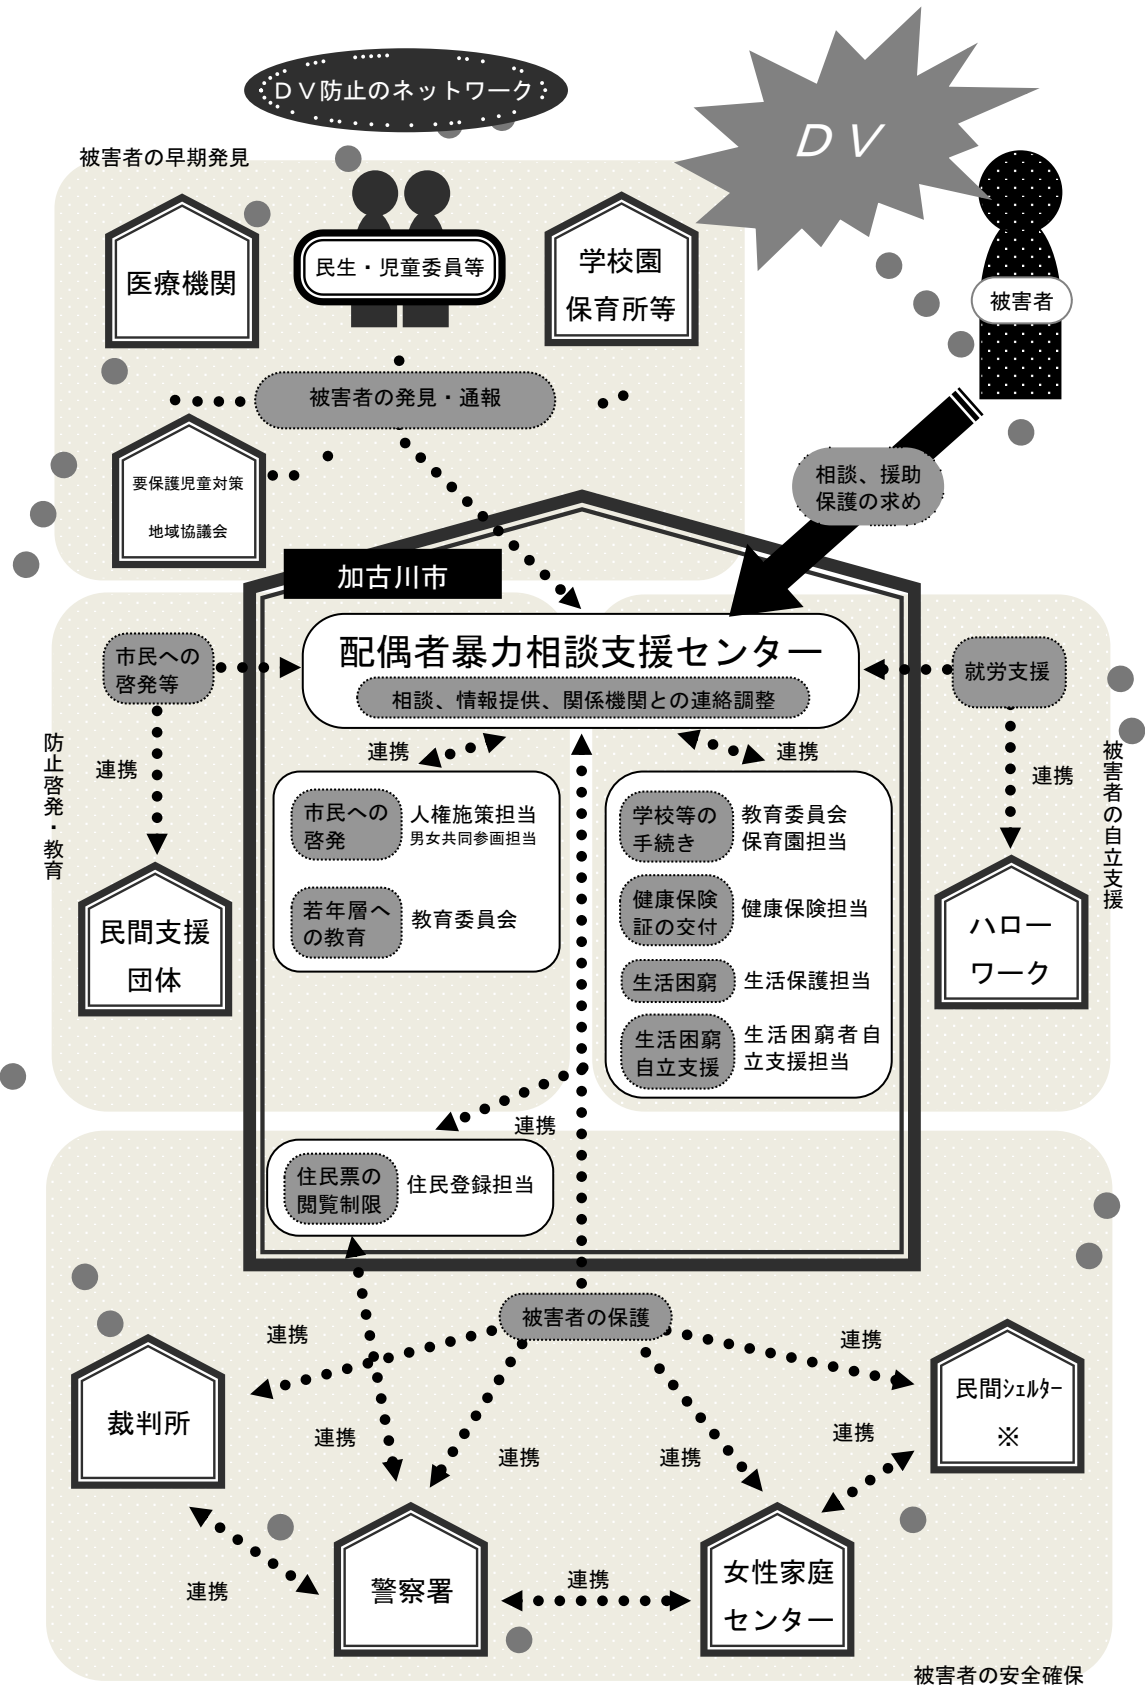 ＤＶ防止のネットワーク
ＤＶ
被害者の早期発見
医療機関
民生・児童委員等
学校園
保育所等
被害者
被害者の発見・通報
要保護児童対策
地域協議会
相談、援助
保護の求め
加古川市
配偶者暴力相談支援センター
相談、情報提供、関係機関との連絡調整
市民への
啓発等
就労支援
防止啓発・教育
連携
連携
連携
連携
被害者の自立支援
市民への
啓発
人権施策担当
男女共同参画担当
若年層へ
の教育
教育委員会
学校等の
手続き
教育委員会
保育園担当
健康保険
証の交付
健康保険担当
生活困窮
生活保護担当
生活困窮
自立支援
生活困窮者自
立支援担当
民間支援
団体
ハロー
ワーク
連携
住民票の
閲覧制限
住民登録担当
被害者の保護
連携
連携
裁判所
民間ｼｪﾙﾀｰ
※
連携
連携
連携
連携
警察署
女性家庭
センター
連携
連携
被害者の安全確保